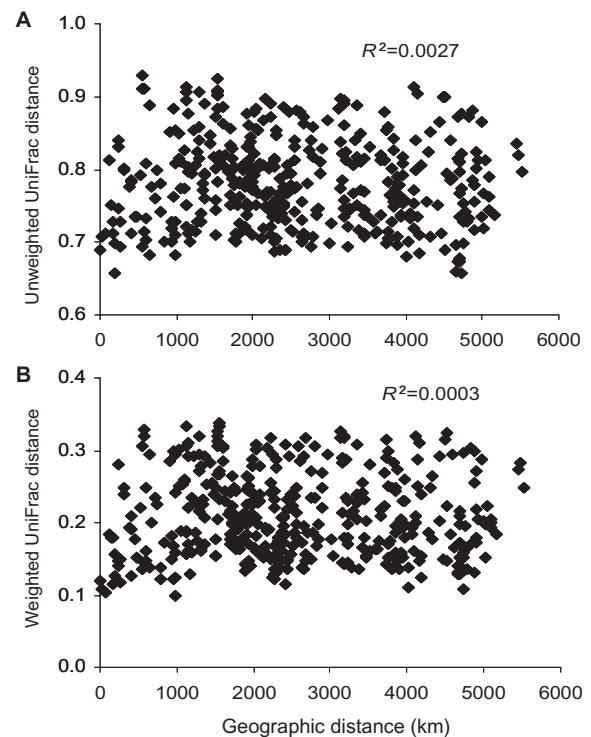 A
Unweighted UniFrac distance
R²=0.0027
1.0
0.9
0.8
0.7
0.6
0 1000 2000 3000 4000 5000 6000
B
Weighted UniFrac distance
R²=0.0003
0.4
0.3
0.2
0.1
0.0
0 1000 2000 3000 4000 5000 6000
Geographic distance (km)